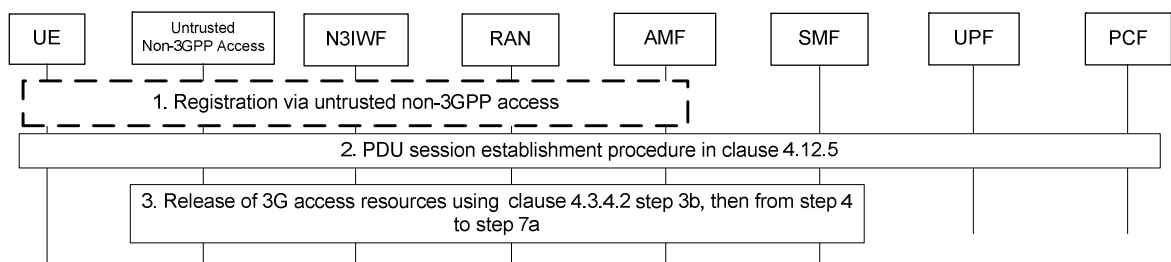 UE
Untrusted
Non-3GPP Access
N3IWF
RAN
AMF
SMF
UPF
PCF
1. Registration via untrusted non-3GPP access
2. PDU session establishment procedure in clause 4.12.5
3. Release of 3G access resources using clause 4.3.4.2 step 3b, then from step 4
to step 7a